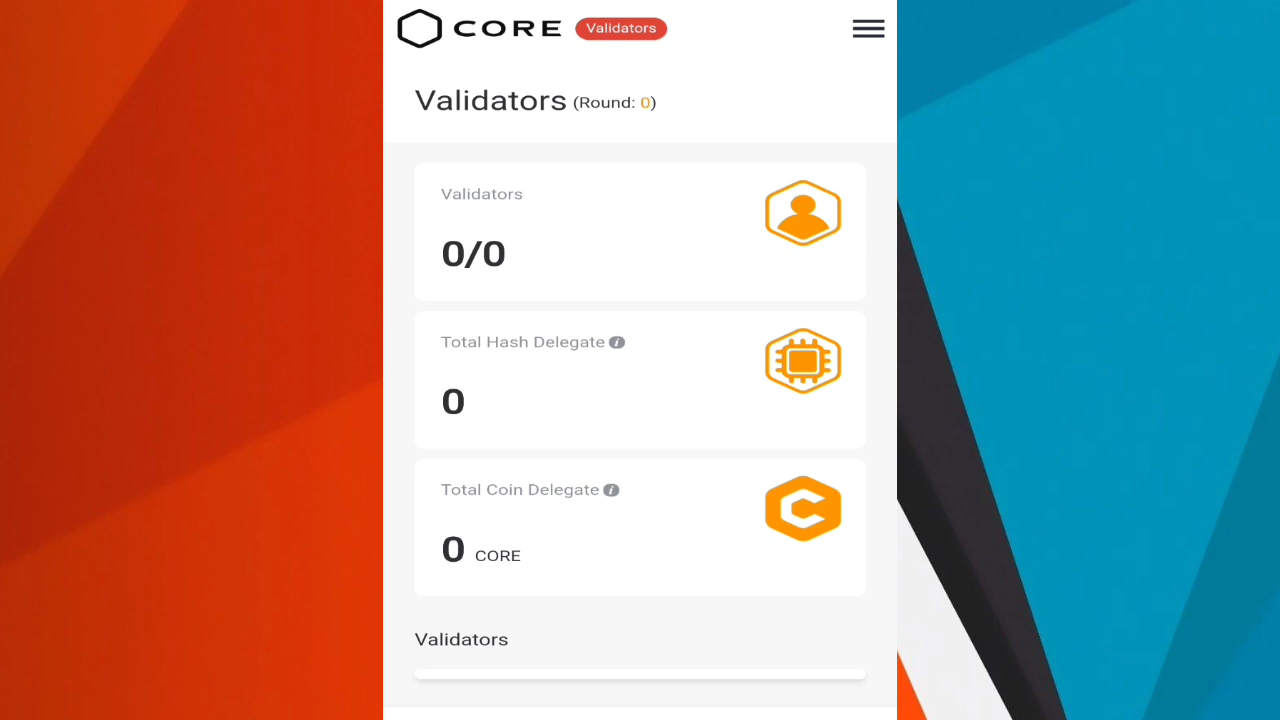 CORE Validators
Validators (Round: 0)
Validators
0/0
Total Hash Delegate
0
Total Coin Delegate
0 CORE
Validators